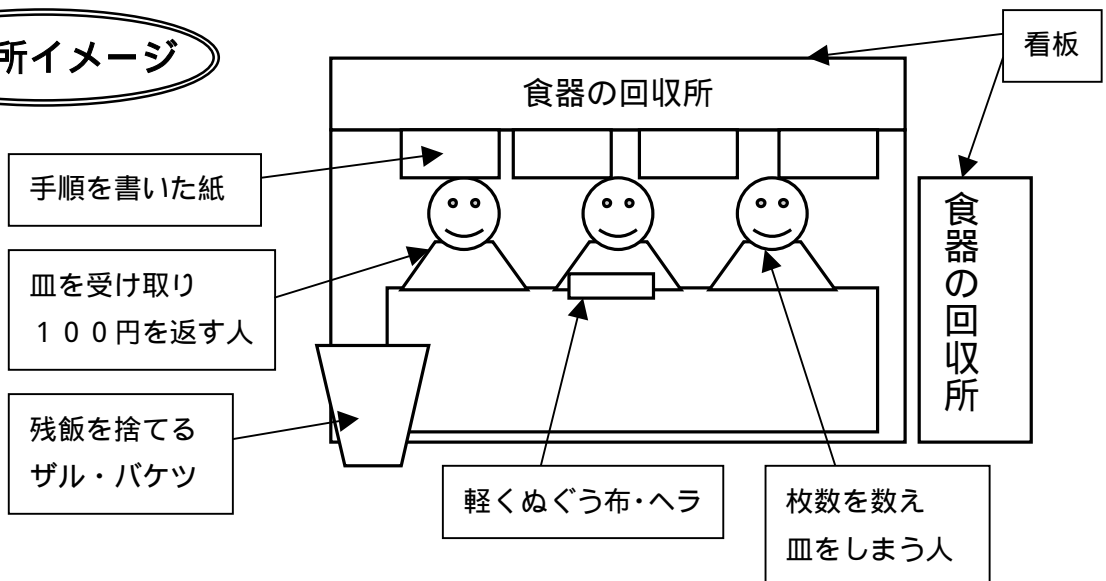 所イメージ
看板
食器の回収所
手順を書いた紙
皿を受け取り
１００円を返す人
食器の回収所
残飯を捨てる
ザル・バケツ
軽くぬぐう布・ヘラ
枚数を数え
皿をしまう人